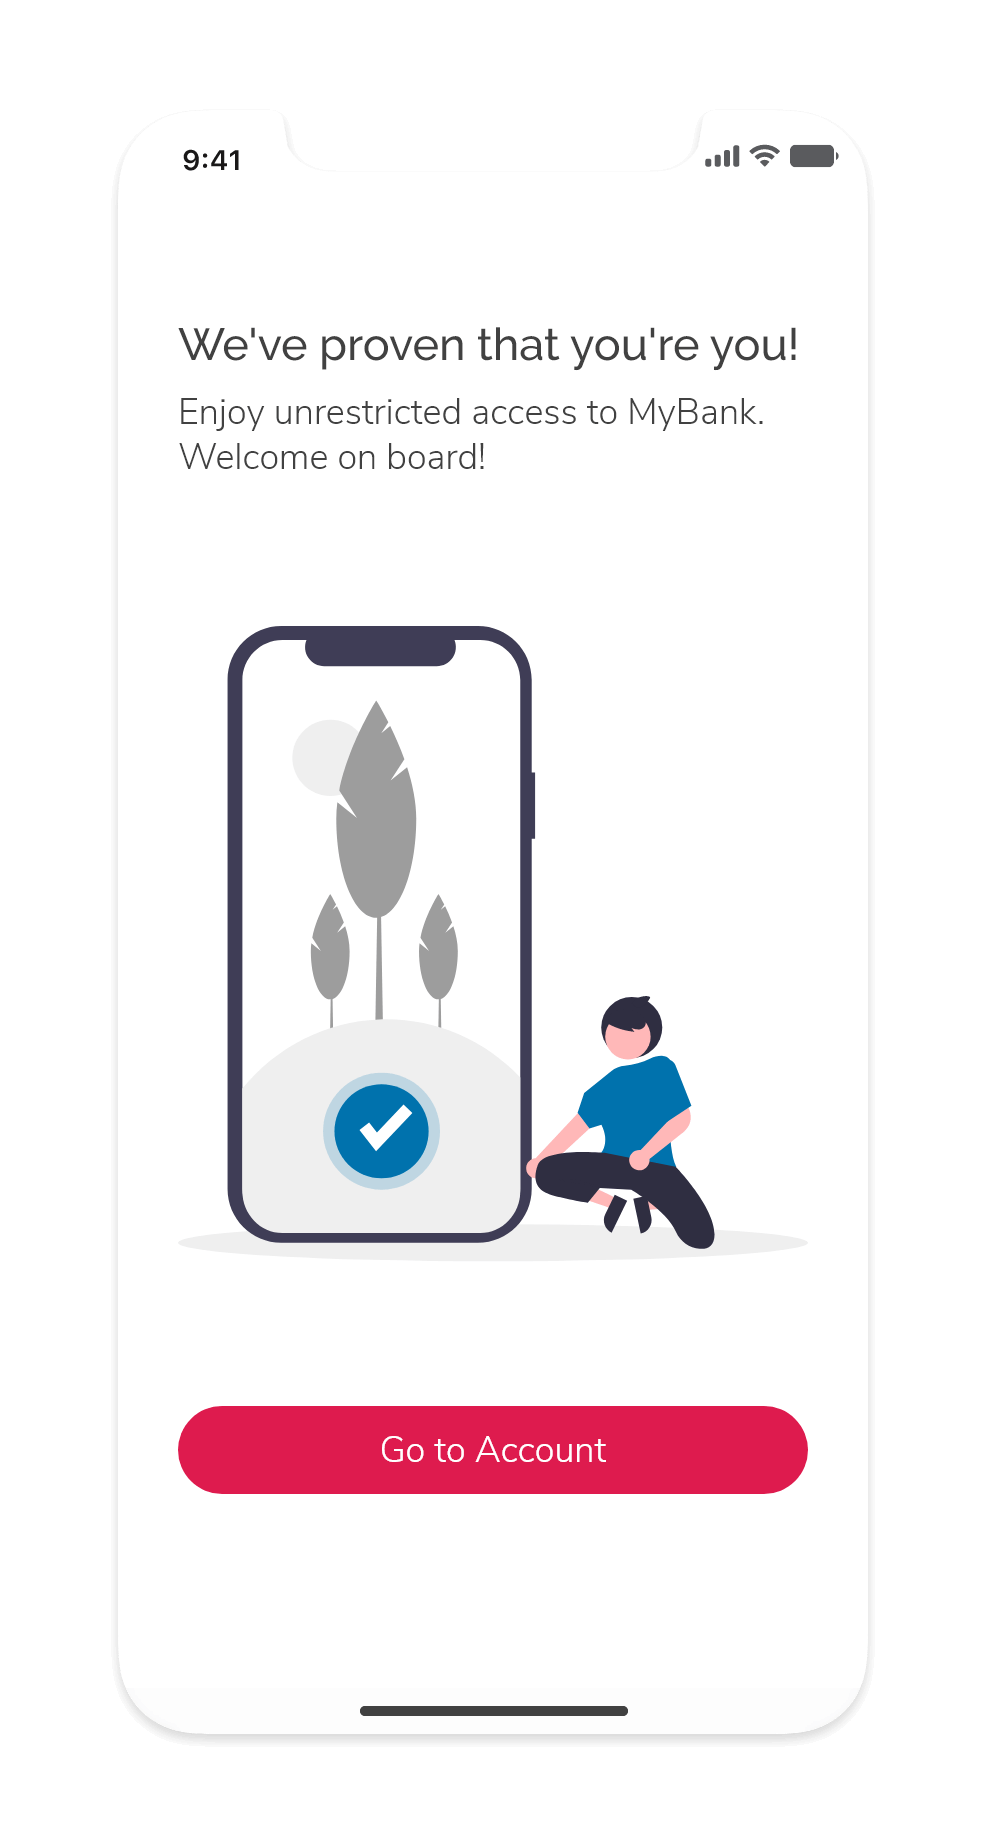 9:41
We've proven that you're you!
Enjoy unrestricted access to MyBank.
Welcome on board!
Go to Account